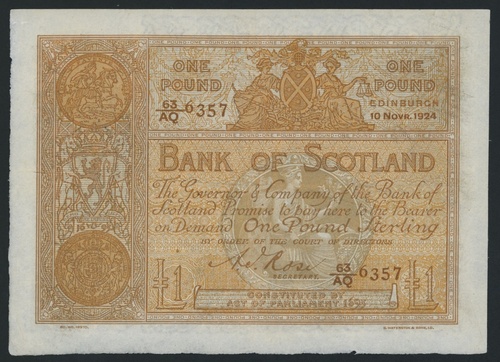 ONE POUND
ONE POUND
63/AQ 6357
EDINBURGH
10 NOVR. 1924
BANK OF SCOTLAND
The Governor & Company of the Bank of
Scotland Promise to pay here to the Bearer
on Demand One Pound Sterling
BY ORDER OF THE COURT OF DIRECTORS
A. J. Rose
SECRETARY.
63/AQ 6357
£1
£1
CONSTITUTED BY
ACT OF PARLIAMENT 1695